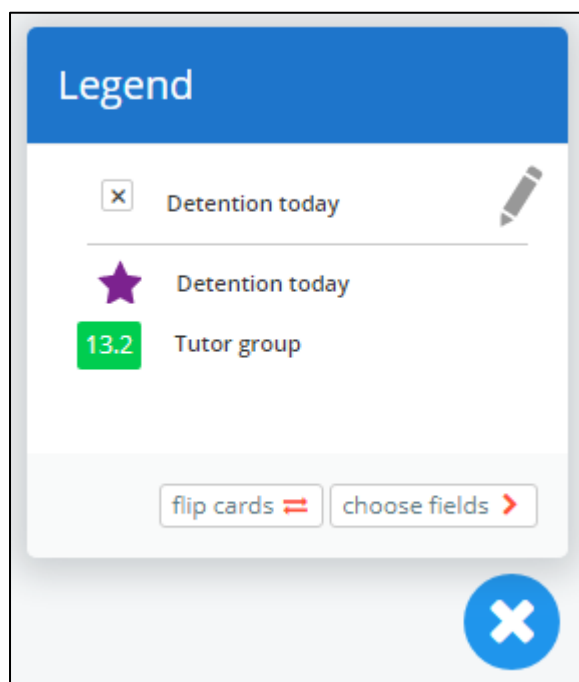 Legend
Detention today
Detention today
13.2 Tutor group
flip cards choose fields